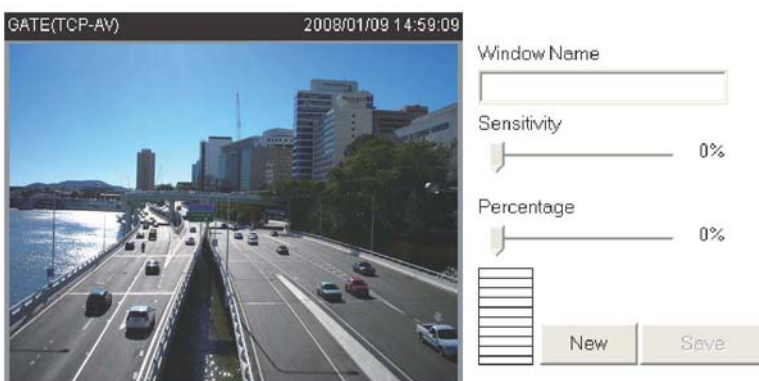 GATE(TCP-AV) 2008/01/09 14:59:09
Window Name
Sensitivity
0%
Percentage
0%
New
Save